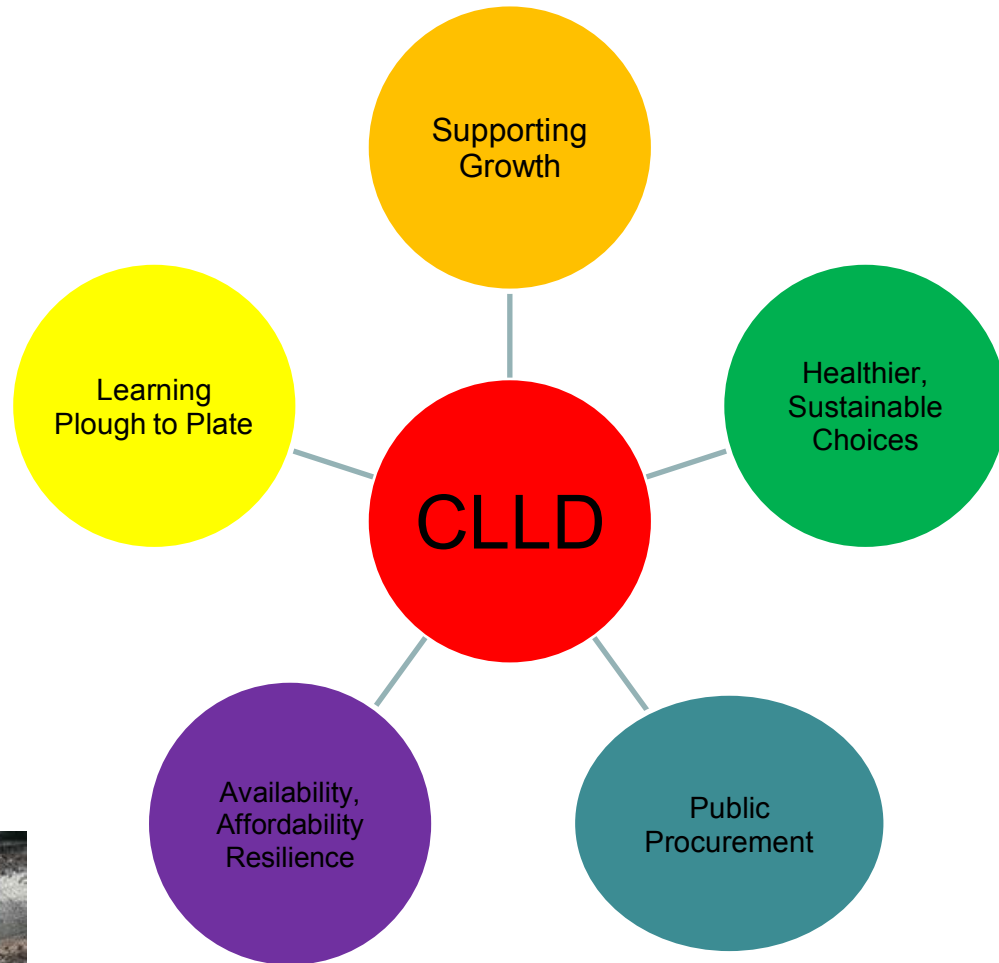 Supporting
Growth
Healthier,
Sustainable
Choices
Learning
Plough to Plate
CLLD
Availability,
Affordability
Resilience
Public
Procurement